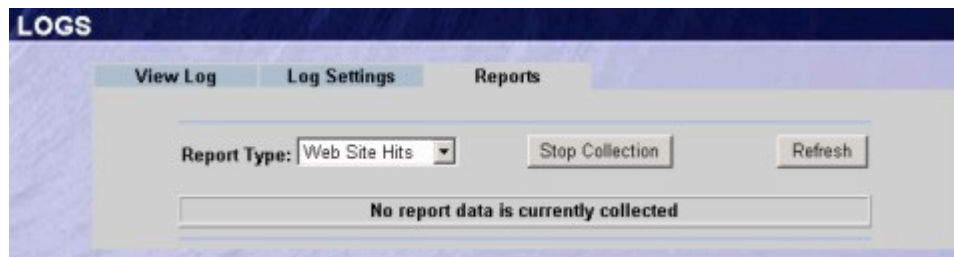 LOGS
View Log Log Settings Reports
Report Type: Web Site Hits Stop Collection Refresh
No report data is currently collected